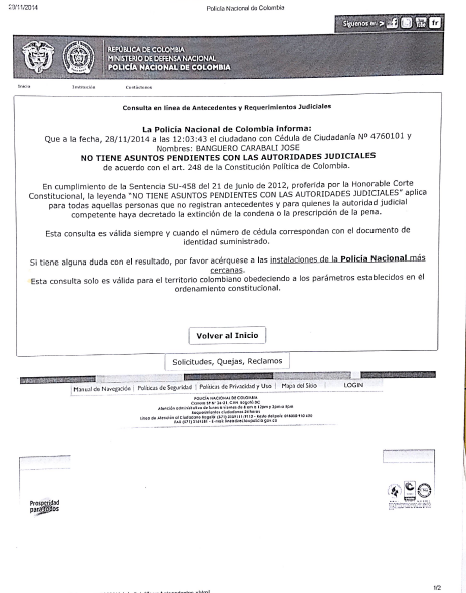 28/11/2014
Policía Nacional de Colombia
Síguenos en: >
REPÚBLICA DE COLOMBIA
MINISTERIO DE DEFENSA NACIONAL
POLICÍA NACIONAL DE COLOMBIA
Inicio Institución Contáctenos
Consulta en línea de Antecedentes y Requerimientos Judiciales
La Policía Nacional de Colombia informa:
Que a la fecha, 28/11/2014 a las 12:03:43 el ciudadano con Cédula de Ciudadanía Nº 4760101 y
Nombres: BANGUERO CARABALI JOSE
NO TIENE ASUNTOS PENDIENTES CON LAS AUTORIDADES JUDICIALES
de acuerdo con el art. 248 de la Constitución Política de Colombia.
En cumplimiento de la Sentencia SU-458 del 21 de Junio de 2012, proferida por la Honorable Corte
Constitucional, la leyenda "NO TIENE ASUNTOS PENDIENTES CON LAS AUTORIDADES JUDICIALES" aplica
para todas aquellas personas que no registran antecedentes y para quienes la autoridad judicial
competente haya decretado la extinción de la condena o la prescripción de la pena.
Esta consulta es válida siempre y cuando el número de cédula correspondan con el documento de
identidad suministrado.
Si tiene alguna duda con el resultado, por favor acérquese a las instalaciones de la Policía Nacional más
cercanas.
Esta consulta solo es válida para el territorio colombiano obedeciendo a los parámetros establecidos en el
ordenamiento constitucional.
Volver al Inicio
Solicitudes, Quejas, Reclamos
Manual de Navegación | Políticas de Seguridad | Políticas de Privacidad y Uso | Mapa del Sitio LOGIN
POLICÍA NACIONAL DE COLOMBIA
Prosperidad
para todos
1/2